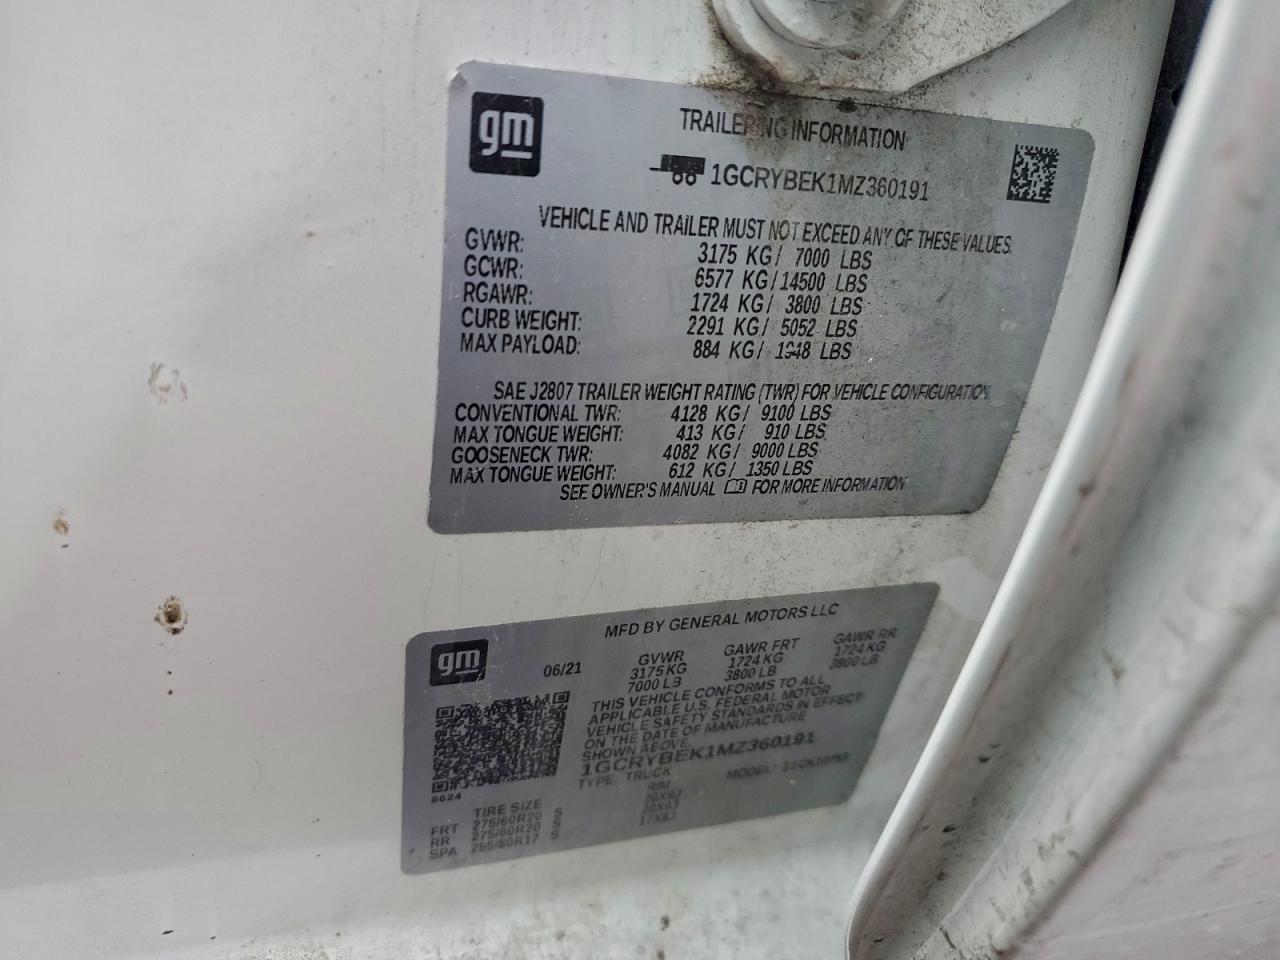 gm
TRAILERING INFORMATION
1GCRYBEK1MZ360191
VEHICLE AND TRAILER MUST NOT EXCEED ANY OF THESE VALUES.
GVWR: 3175 KG/ 7000 LBS
GCWR: 6577 KG/14500 LBS
RGAWR: 1724 KG/ 3800 LBS
CURB WEIGHT: 2291 KG/ 5052 LBS
MAX PAYLOAD: 884 KG/ 1948 LBS
SAE J2807 TRAILER WEIGHT RATING (TWR) FOR VEHICLE CONFIGURATION.
CONVENTIONAL TWR: 4128 KG/ 9100 LBS
MAX TONGUE WEIGHT: 413 KG/ 910 LBS
GOOSENECK TWR: 4082 KG/ 9000 LBS
MAX TONGUE WEIGHT: 612 KG/ 1350 LBS
SEE OWNER'S MANUAL FOR MORE INFORMATION
gm
MFD BY GENERAL MOTORS LLC
06/21 GVWR GAWR FRT GAWR RR
3175 KG 1724 KG 1724 KG
7000 LB 3800 LB 3800 LB
THIS VEHICLE CONFORMS TO ALL
APPLICABLE U.S. FEDERAL MOTOR
VEHICLE SAFETY STANDARDS IN EFFECT
ON THE DATE OF MANUFACTURE
SHOWN ABOVE.
1GCRYBEK1MZ360191
TYPE: TRUCK MODEL:
8624
TIRE SIZE RIM
FRT 275/60R20 S
RR 275/60R20 S
SPA 255/80R17 S